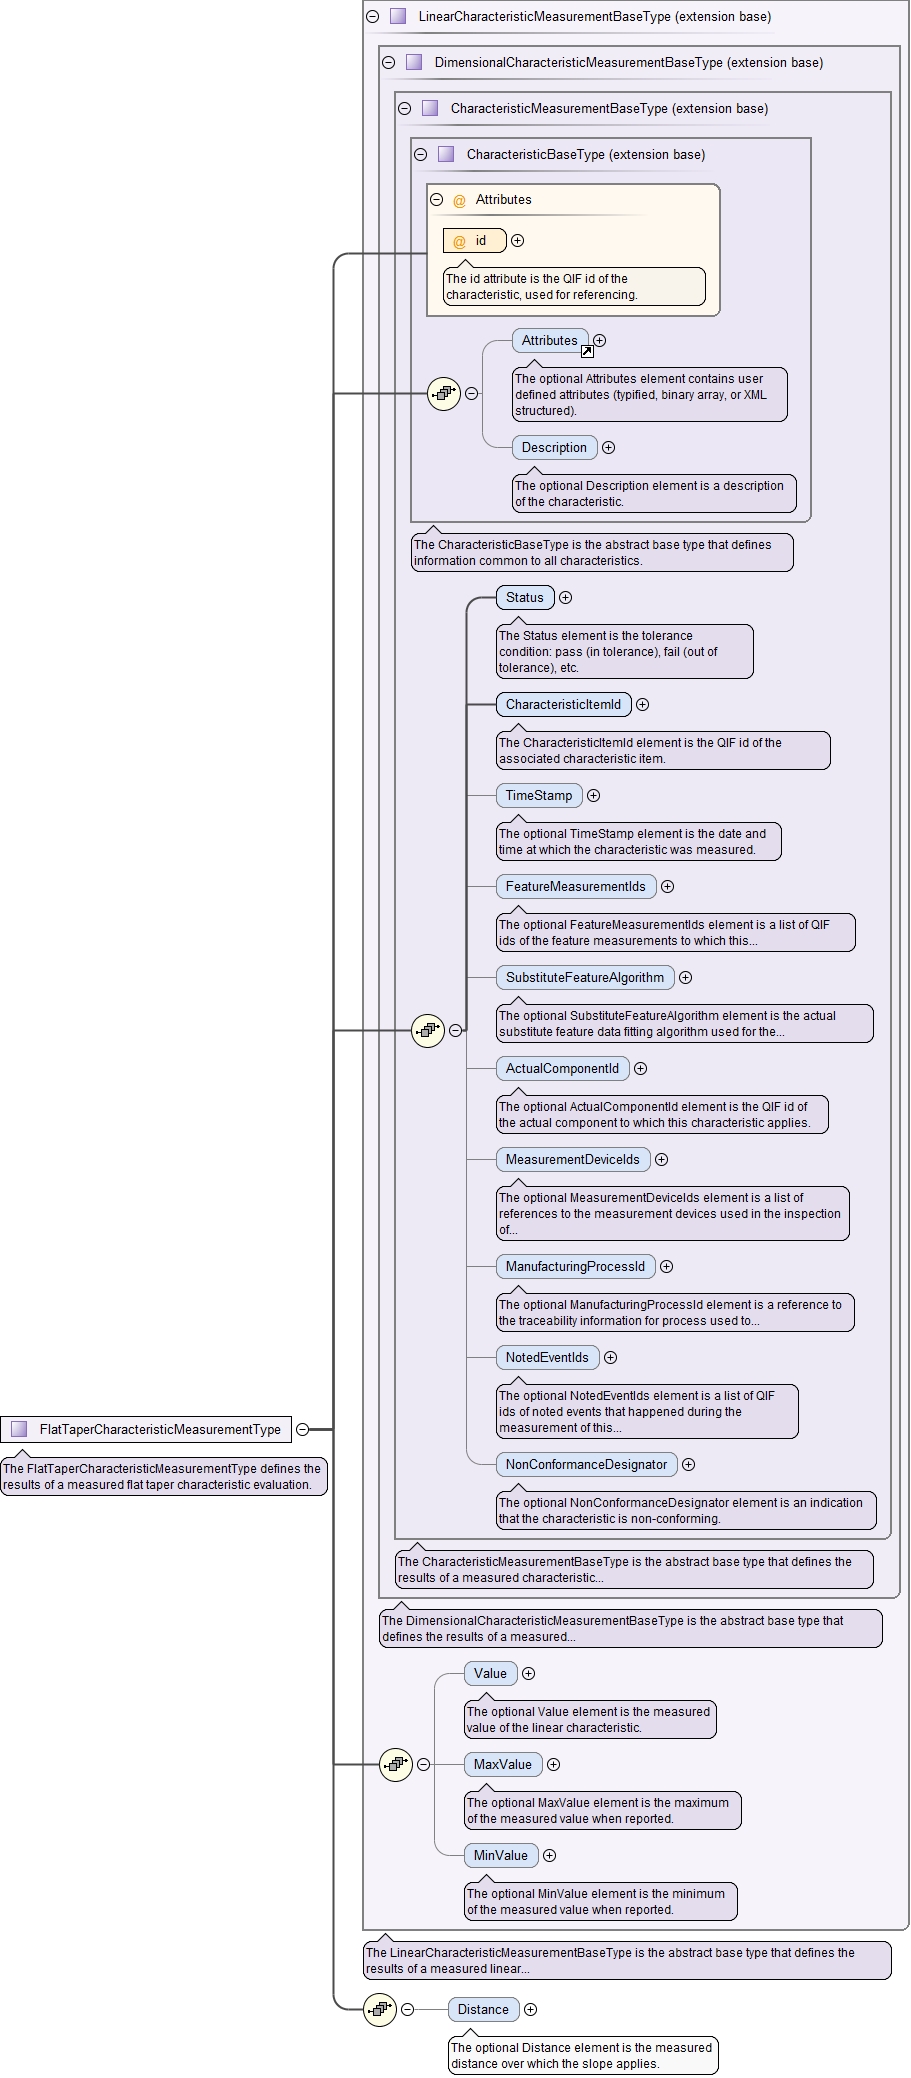 LinearCharacteristicMeasurementBaseType (extension base)
DimensionalCharacteristicMeasurementBaseType (extension base)
CharacteristicMeasurementBaseType (extension base)
CharacteristicBaseType (extension base)
@ Attributes
@ id
The id attribute is the QIF id of the
characteristic, used for referencing.
Attributes
The optional Attributes element contains user
defined attributes (typified, binary array, or XML
structured).
Description
The optional Description element is a description
of the characteristic.
The CharacteristicBaseType is the abstract base type that defines
information common to all characteristics.
Status
The Status element is the tolerance
condition: pass (in tolerance), fail (out of
tolerance), etc.
CharacteristicItemId
The CharacteristicItemId element is the QIF id of the
associated characteristic item.
TimeStamp
The optional TimeStamp element is the date and
time at which the characteristic was measured.
FeatureMeasurementIds
The optional FeatureMeasurementIds element is a list of QIF
ids of the feature measurements to which this...
SubstituteFeatureAlgorithm
The optional SubstituteFeatureAlgorithm element is the actual
substitute feature data fitting algorithm used for the...
ActualComponentId
The optional ActualComponentId element is the QIF id of
the actual component to which this characteristic applies.
MeasurementDeviceIds
The optional MeasurementDeviceIds element is a list of
references to the measurement devices used in the inspection
of...
ManufacturingProcessId
The optional ManufacturingProcessId element is a reference to
the traceability information for process used to...
NotedEventIds
The optional NotedEventIds element is a list of QIF
ids of noted events that happened during the
measurement of this...
FlatTaperCharacteristicMeasurementType
The FlatTaperCharacteristicMeasurementType defines the
results of a measured flat taper characteristic evaluation.
NonConformanceDesignator
The optional NonConformanceDesignator element is an indication
that the characteristic is non-conforming.
The CharacteristicMeasurementBaseType is the abstract base type that defines the
results of a measured characteristic...
The DimensionalCharacteristicMeasurementBaseType is the abstract base type that
defines the results of a measured...
Value
The optional Value element is the measured
value of the linear characteristic.
MaxValue
The optional MaxValue element is the maximum
of the measured value when reported.
MinValue
The optional MinValue element is the minimum
of the measured value when reported.
The LinearCharacteristicMeasurementBaseType is the abstract base type that defines the
results of a measured linear...
Distance
The optional Distance element is the measured
distance over which the slope applies.